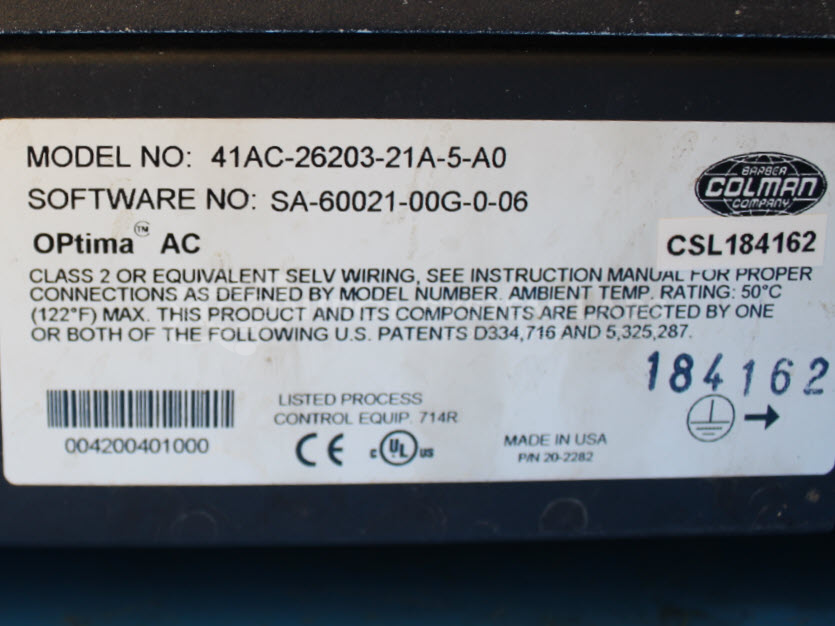 MODEL NO: 41AC-26203-21A-5-A0
SOFTWARE NO: SA-60021-00G-0-06
BARBER
COLMAN
COMPANY
OPtima™ AC
CSL184162
CLASS 2 OR EQUIVALENT SELV WIRING, SEE INSTRUCTION MANUAL FOR PROPER
CONNECTIONS AS DEFINED BY MODEL NUMBER. AMBIENT TEMP. RATING: 50°C
(122°F) MAX. THIS PRODUCT AND ITS COMPONENTS ARE PROTECTED BY ONE
OR BOTH OF THE FOLLOWING U.S. PATENTS D334,716 AND 5,325,287.
184162
004200401000
LISTED PROCESS
CONTROL EQUIP. 714R
CE
C UL US
MADE IN USA
P/N 20-2282